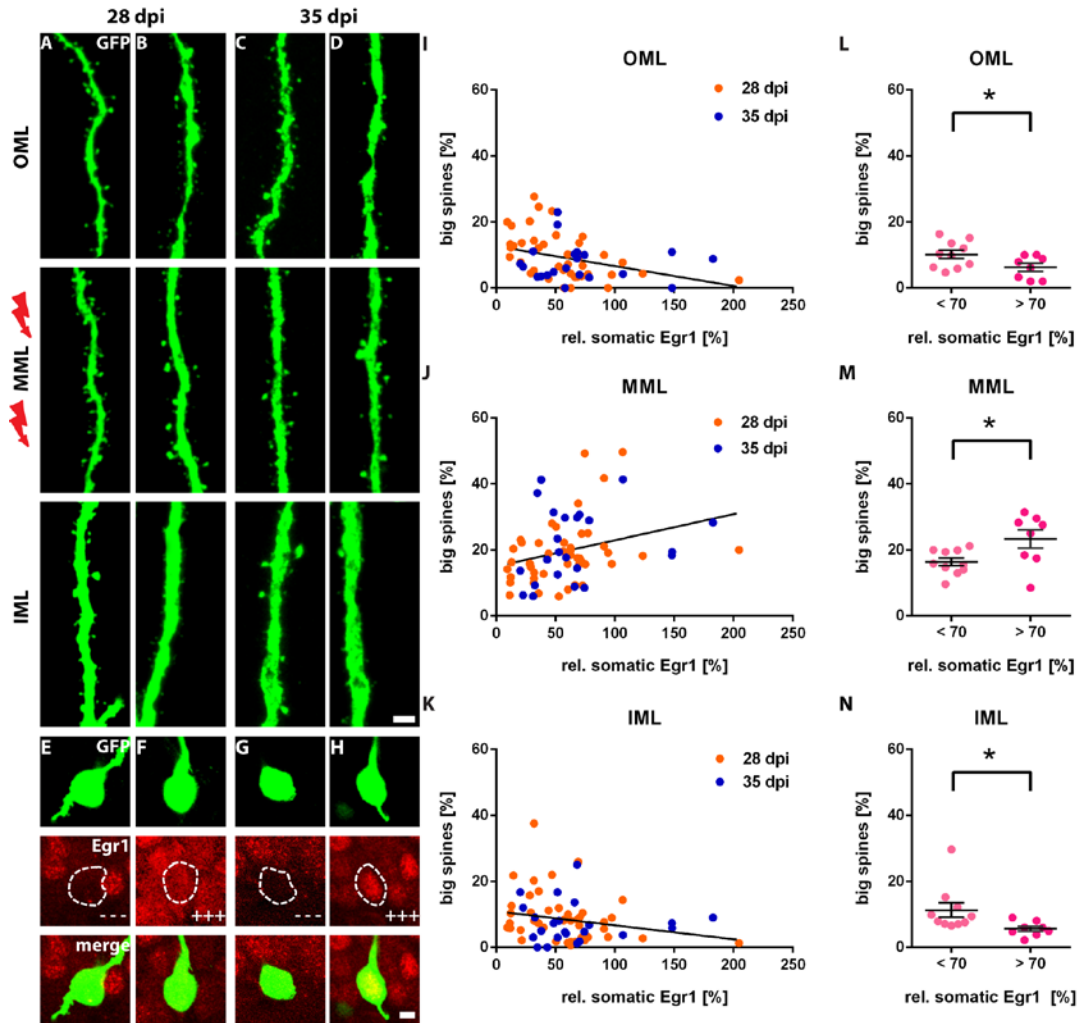 28 dpi 35 dpi
A GFP B C D
OML
MML
IML
E GFP F G H
Egr1
--- +++ --- +++
merge
I OML
28 dpi
35 dpi
big spines [%]
60
40
20
0
0 50 100 150 200 250
rel. somatic Egr1 [%]
L OML
*
big spines [%]
60
40
20
0
< 70 > 70
rel. somatic Egr1 [%]
J MML
28 dpi
35 dpi
big spines [%]
60
40
20
0
0 50 100 150 200 250
rel. somatic Egr1 [%]
M MML
*
big spines [%]
60
40
20
0
< 70 > 70
rel. somatic Egr1 [%]
K IML
28 dpi
35 dpi
big spines [%]
60
40
20
0
0 50 100 150 200 250
rel. somatic Egr1 [%]
N IML
*
big spines [%]
60
40
20
0
< 70 > 70
rel. somatic Egr1 [%]